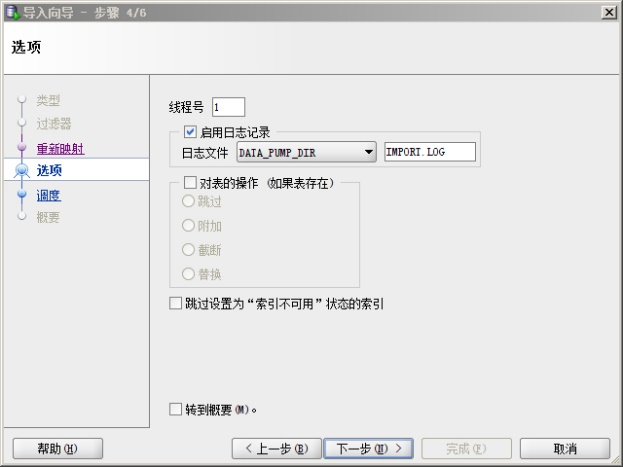 导入向导 - 步骤 4/6
选项
类型
过滤器
重新映射
选项
调度
概要
线程号 1
启用日志记录
日志文件 DATA_PUMP_DIR IMPORT.LOG
对表的操作 (如果表存在)
跳过
附加
截断
替换
跳过设置为“索引不可用”状态的索引
转到概要(M)。
帮助(H) < 上一步(B) 下一步(N) > 完成(F) 取消